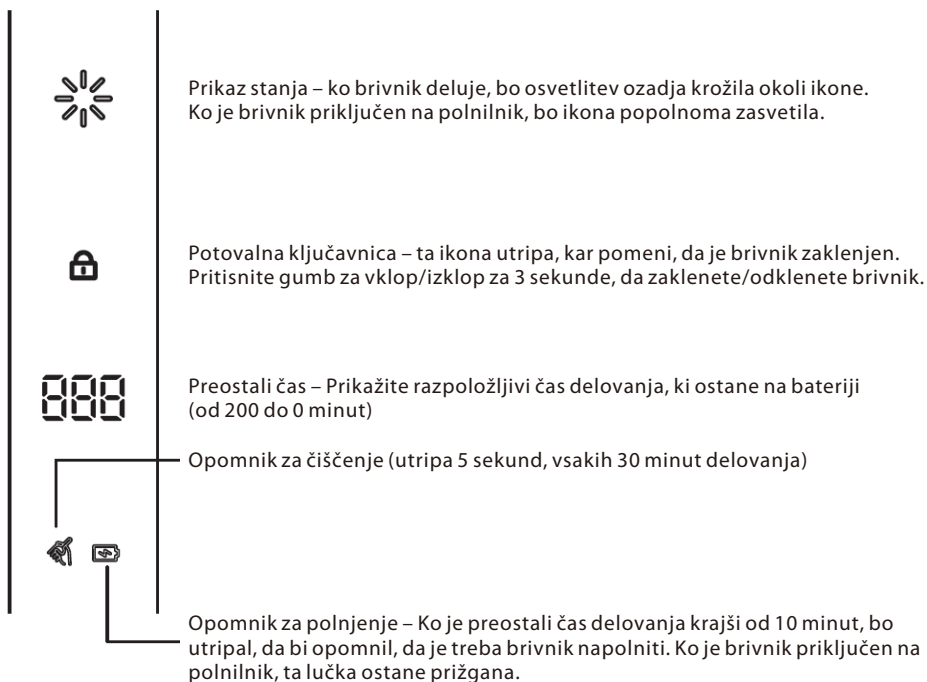 Prikaz stanja – ko brivnik deluje, bo osvetlitev ozadja krožila okoli ikone.
Ko je brivnik priključen na polnilnik, bo ikona popolnoma zasvetila.
Potovalna ključavnica – ta ikona utripa, kar pomeni, da je brivnik zaklenjen.
Pritisnite gumb za vklop/izklop za 3 sekunde, da zaklenete/odklenete brivnik.
888
Preostali čas – Prikažite razpoložljivi čas delovanja, ki ostane na bateriji
(od 200 do 0 minut)
Opomnik za čiščenje (utripa 5 sekund, vsakih 30 minut delovanja)
Opomnik za polnjenje – Ko je preostali čas delovanja krajši od 10 minut, bo
utripal, da bi opomnil, da je treba brivnik napolniti. Ko je brivnik priključen na
polnilnik, ta lučka ostane prižgana.